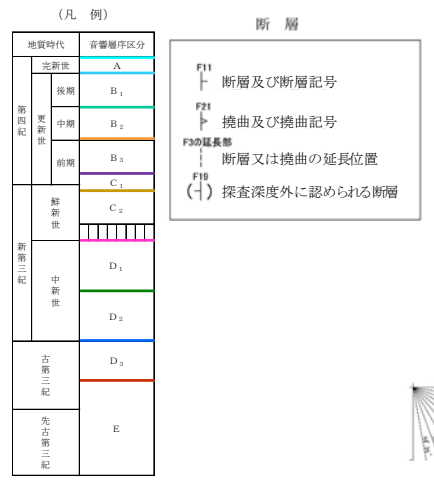 （凡　例）
地質時代 音響層序区分
第四紀
完新世 A
更新世
後期 B₁
中期 B₂
前期 B₃
C₁
新第三紀
鮮新世 C₂
中新世 D₁
D₂
古第三紀 D₃
先古第三紀 E
断　層
F11
断層及び断層記号
F21
撓曲及び撓曲記号
F3の延長部
断層又は撓曲の延長位置
F19
断層探査深度外に認められる断層